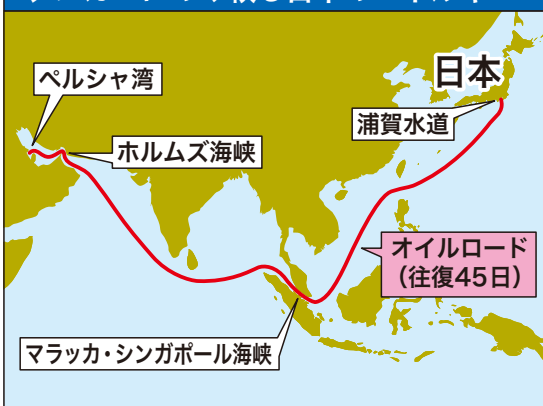 ペルシャ湾
ホルムズ海峡
日本
浦賀水道
オイルロード
（往復45日）
マラッカ・シンガポール海峡